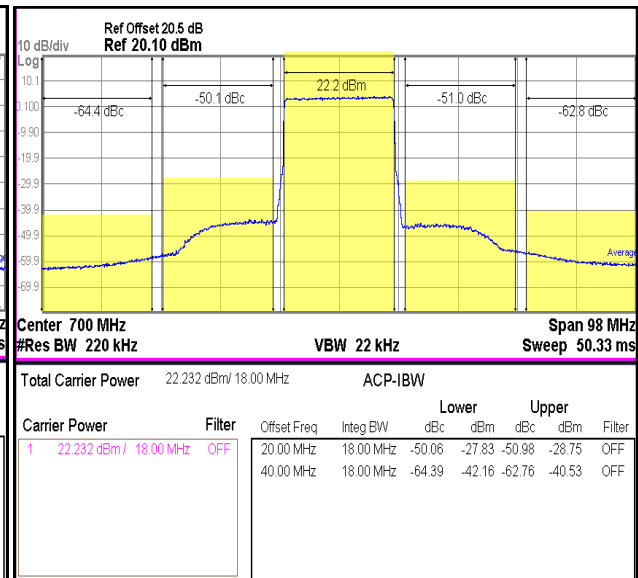 Ref Offset 20.5 dB
10 dB/div Ref 20.10 dBm
Log
10.1
22.2 dBm
-50.1 dBc -51.0 dBc
0.100
-64.4 dBc -62.8 dBc
-9.90
-19.9
-29.9
-39.9
-49.9
Average
-59.9
-69.9
Center 700 MHz Span 98 MHz
#Res BW 220 kHz VBW 22 kHz Sweep 50.33 ms
Total Carrier Power 22.232 dBm/ 18.00 MHz ACP-IBW
Lower Upper
Carrier Power Filter Offset Freq Integ BW dBc dBm dBc dBm Filter
1 22.232 dBm / 18.00 MHz OFF 20.00 MHz 18.00 MHz -50.06 -27.83 -50.98 -28.75 OFF
40.00 MHz 18.00 MHz -64.39 -42.16 -62.76 -40.53 OFF